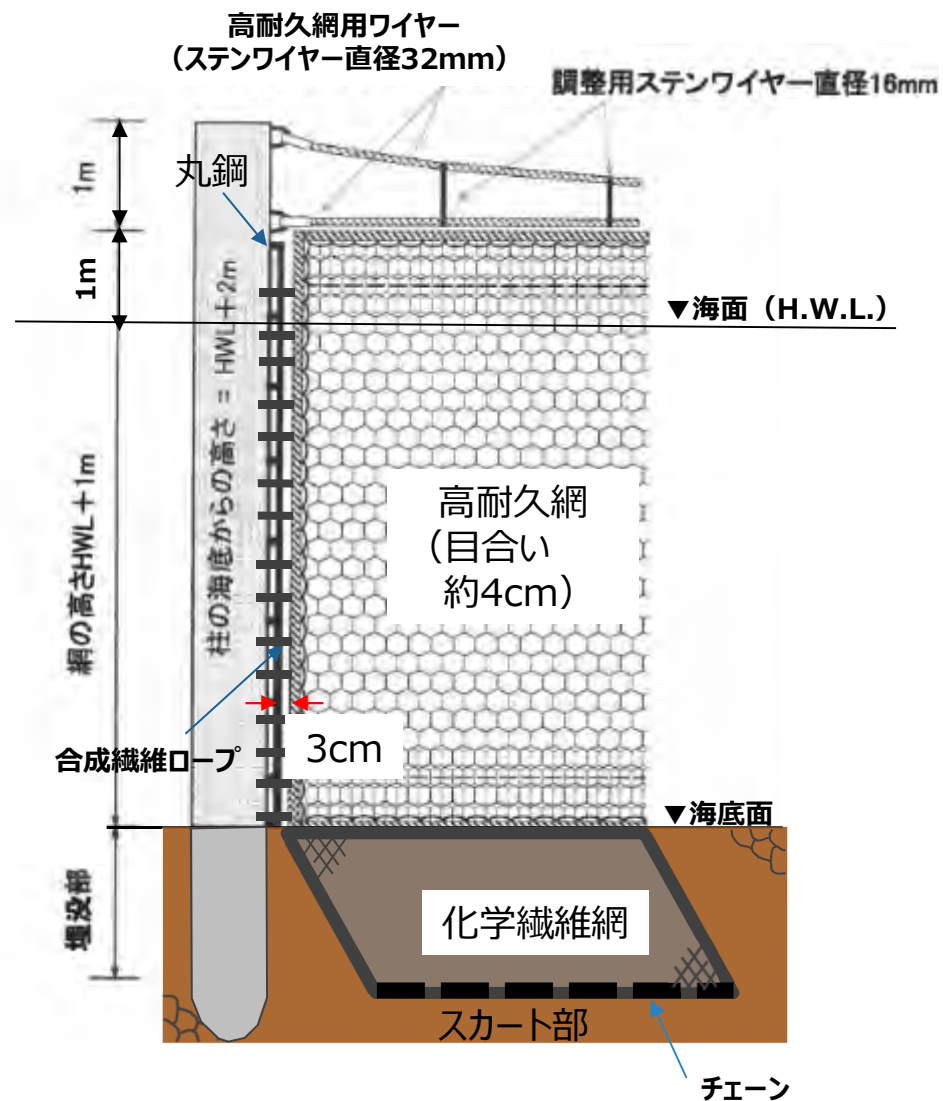 高耐久網用ワイヤー
（ステンワイヤー直径32mm）
調整用ステンワイヤー直径16mm
1m
丸鋼
1m
▼海面（H.W.L.）
柱の海底からの高さ = HWL+2m
網の高さHWL+1m
高耐久網
（目合い
約4cm）
合成繊維ロープ
3cm
▼海底面
埋没部
化学繊維網
スカート部
チェーン